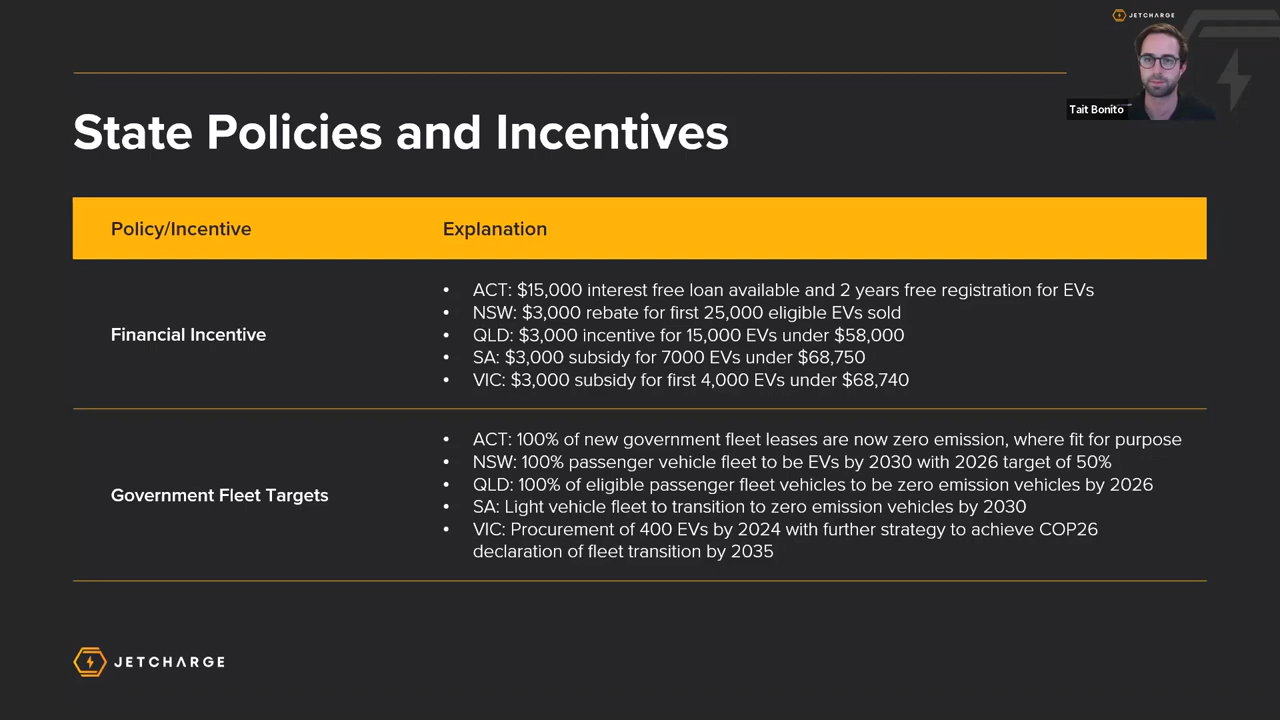 JETCHARGE
Tait Bonito
State Policies and Incentives
Policy/Incentive
Explanation
Financial Incentive
• ACT: $15,000 interest free loan available and 2 years free registration for EVs
• NSW: $3,000 rebate for first 25,000 eligible EVs sold
• QLD: $3,000 incentive for 15,000 EVs under $58,000
• SA: $3,000 subsidy for 7000 EVs under $68,750
• VIC: $3,000 subsidy for first 4,000 EVs under $68,740
Government Fleet Targets
• ACT: 100% of new government fleet leases are now zero emission, where fit for purpose
• NSW: 100% passenger vehicle fleet to be EVs by 2030 with 2026 target of 50%
• QLD: 100% of eligible passenger fleet vehicles to be zero emission vehicles by 2026
• SA: Light vehicle fleet to transition to zero emission vehicles by 2030
• VIC: Procurement of 400 EVs by 2024 with further strategy to achieve COP26
declaration of fleet transition by 2035
JETCHARGE